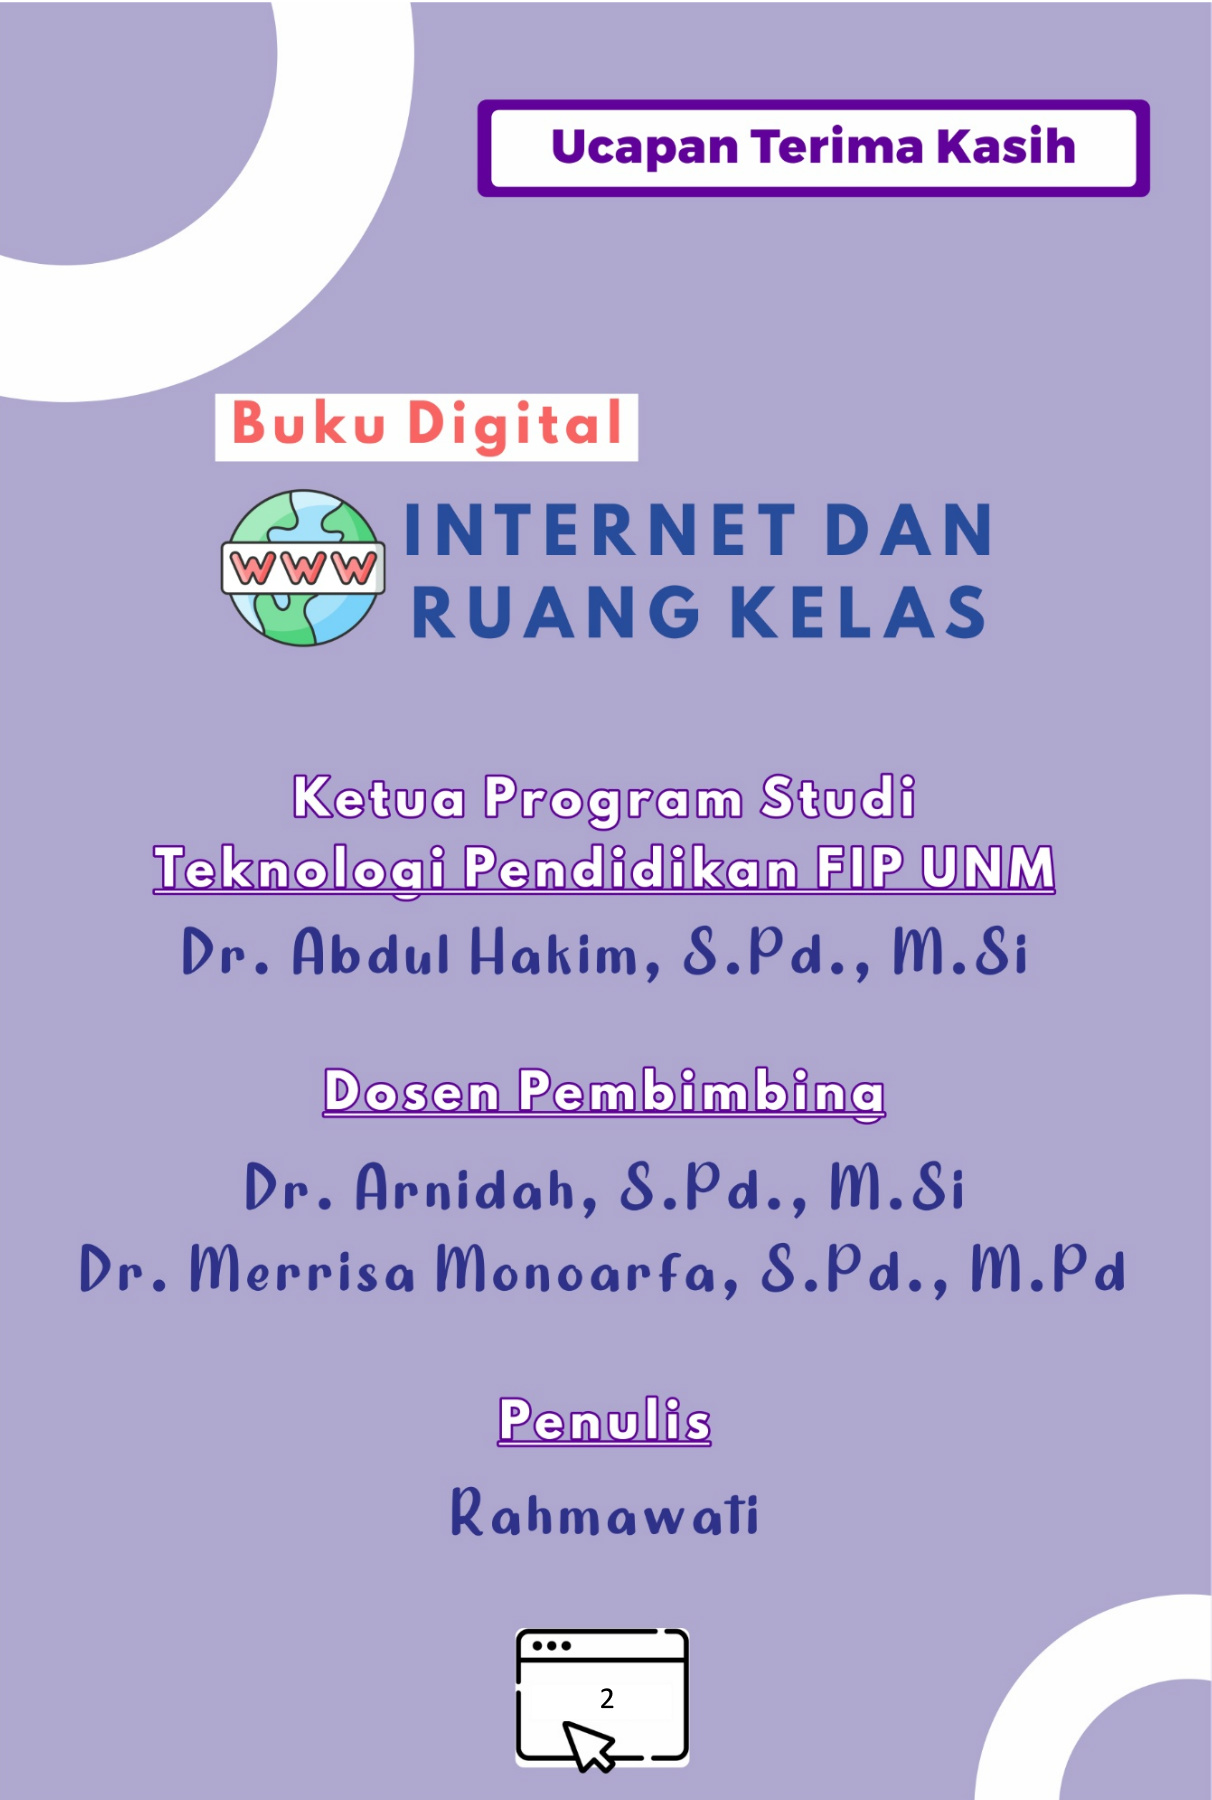 Ucapan Terima Kasih
Buku Digital
WWW
INTERNET DAN
RUANG KELAS
Ketua Program Studi
Teknologi Pendidikan FIP UNM
Dr. Abdul Hakim, S.Pd., M.Si
Dosen Pembimbing
Dr. Arnidah, S.Pd., M.Si
Dr. Merrisa Monoarfa, S.Pd., M.Pd
Penulis
Rahmawati
2